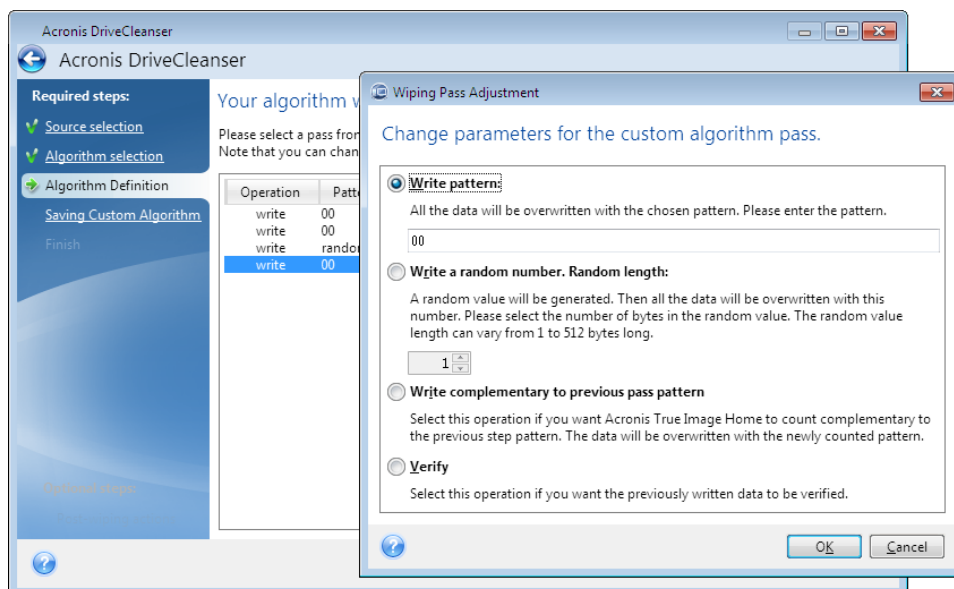 Acronis DriveCleanser
Acronis DriveCleanser
Required steps:
Source selection
Algorithm selection
Algorithm Definition
Saving Custom Algorithm
Finish
Optional steps:
Your algorithm
Please select a pass
Note that you can
Operation
write 00
write 00
write
write 00
Wiping Pass Adjustment
Change parameters for the custom algorithm pass.
Write pattern:
All the data will be overwritten with the chosen pattern. Please enter the pattern.
00
Write a random number. Random length:
A random value will be generated. Then all the data will be overwritten with this
number. Please select the number of bytes in the random value. The random value
length can vary from 1 to 512 bytes long.
1
Write complementary to previous pass pattern
Select this operation if you want Acronis True Image Home to count complementary to
the previous step pattern. The data will be overwritten with the newly counted pattern.
Verify
Select this operation if you want the previously written data to be verified.
OK
Cancel